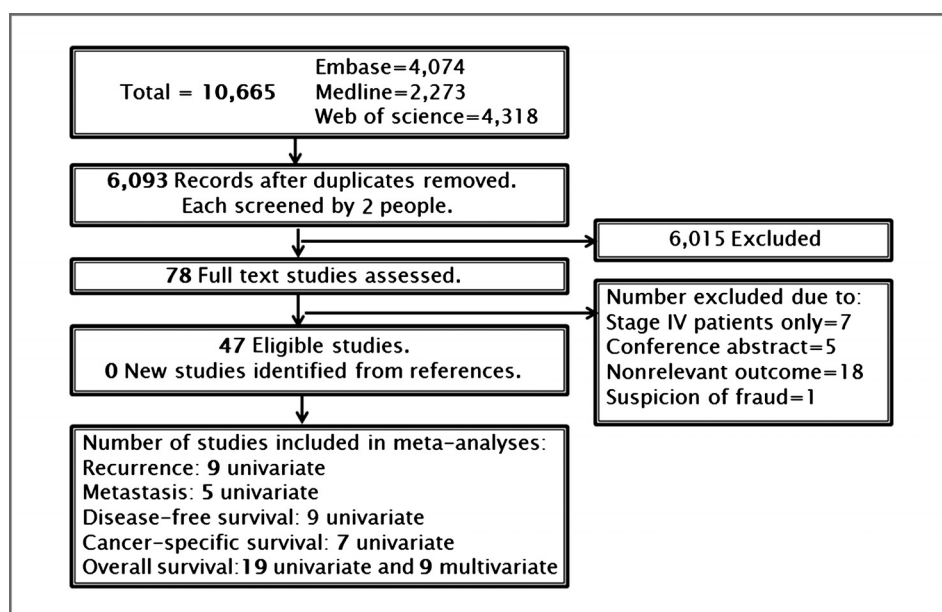 Total = 10,665
Embase=4,074
Medline=2,273
Web of science=4,318
6,093 Records after duplicates removed.
Each screened by 2 people.
6,015 Excluded
78 Full text studies assessed.
Number excluded due to:
Stage IV patients only=7
Conference abstract=5
Nonrelevant outcome=18
Suspicion of fraud=1
47 Eligible studies.
0 New studies identified from references.
Number of studies included in meta-analyses:
Recurrence: 9 univariate
Metastasis: 5 univariate
Disease-free survival: 9 univariate
Cancer-specific survival: 7 univariate
Overall survival:19 univariate and 9 multivariate